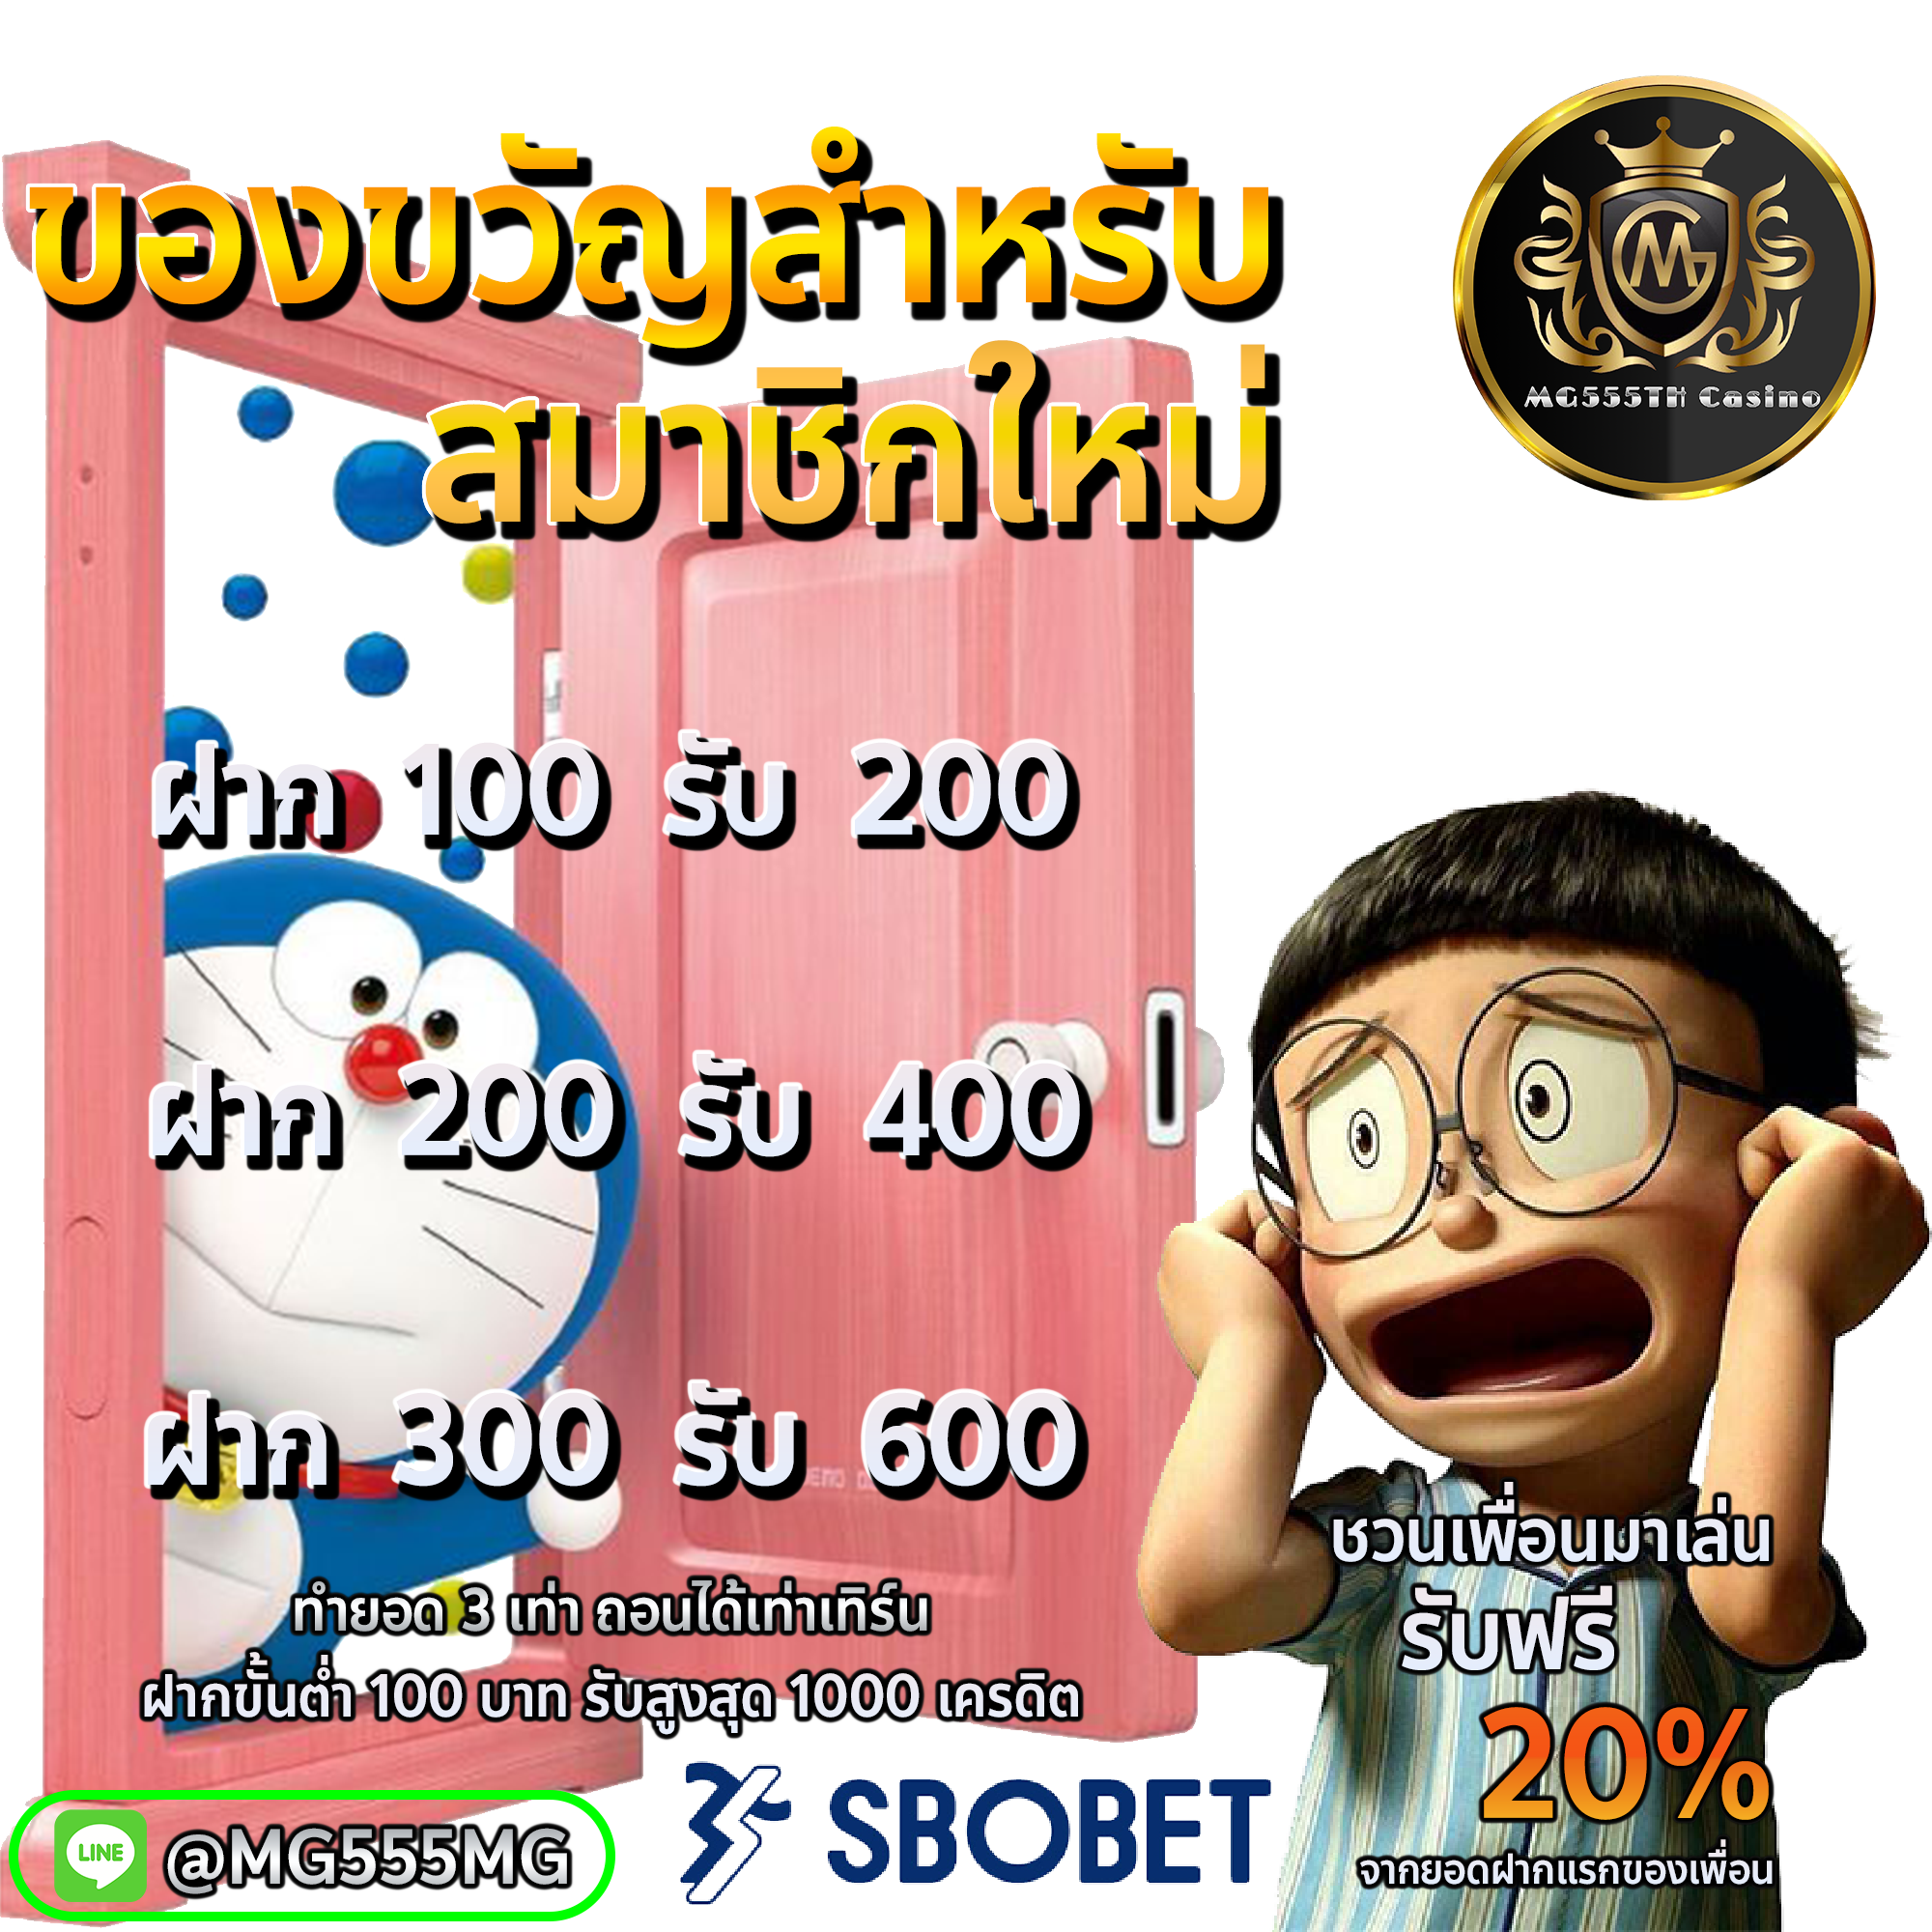 ของขวัญสำหรับ
สมาชิกใหม่
MG
MG555TH Casino
ฝาก 100 รับ 200
ฝาก 200 รับ 400
ฝาก 300 รับ 600
ทำยอด 3 เท่า ถอนได้เท่าเทิร์น
ฝากขั้นต่ำ 100 บาท รับสูงสุด 1000 เครดิต
ชวนเพื่อนมาเล่น
รับฟรี
20%
จากยอดฝากแรกของเพื่อน
LINE @MG555MG
SBOBET